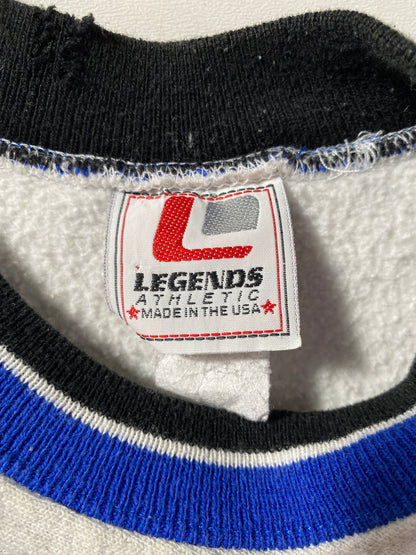 LEGENDS
ATHLETIC
MADE IN THE USA